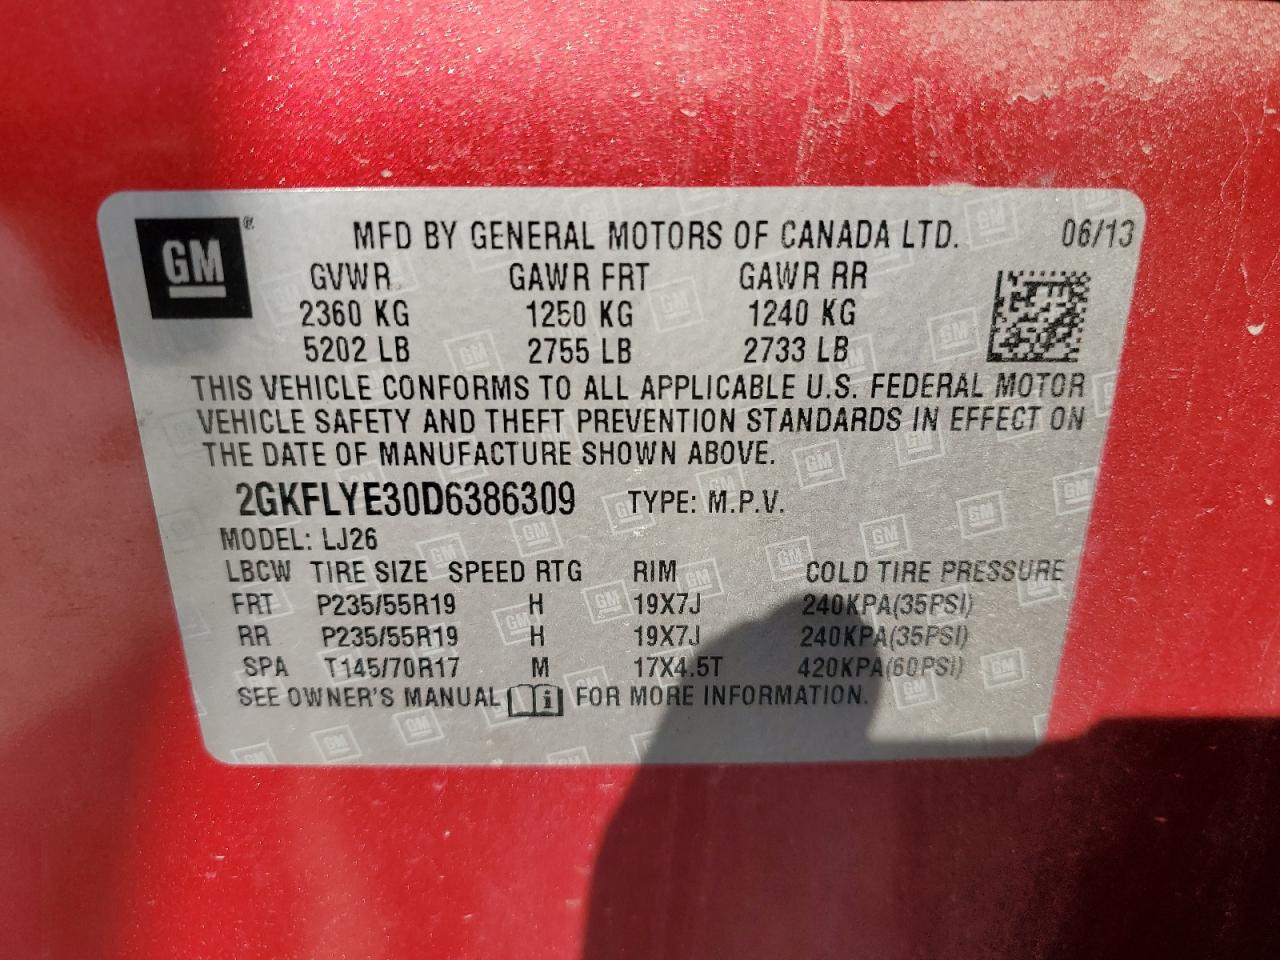 GM ® MFD BY GENERAL MOTORS OF CANADA LTD. 06/13
GVWR GAWR FRT GAWR RR
2360 KG 1250 KG 1240 KG
5202 LB 2755 LB 2733 LB
THIS VEHICLE CONFORMS TO ALL APPLICABLE U.S. FEDERAL MOTOR
VEHICLE SAFETY AND THEFT PREVENTION STANDARDS IN EFFECT ON
THE DATE OF MANUFACTURE SHOWN ABOVE.
2GKFLYE30D6386309 TYPE: M.P.V.
MODEL: LJ26
LBCW TIRE SIZE SPEED RTG RIM COLD TIRE PRESSURE
FRT P235/55R19 H 19X7J 240KPA(35PSI)
RR P235/55R19 H 19X7J 240KPA(35PSI)
SPA T145/70R17 M 17X4.5T 420KPA(60PSI)
SEE OWNER'S MANUAL i FOR MORE INFORMATION.